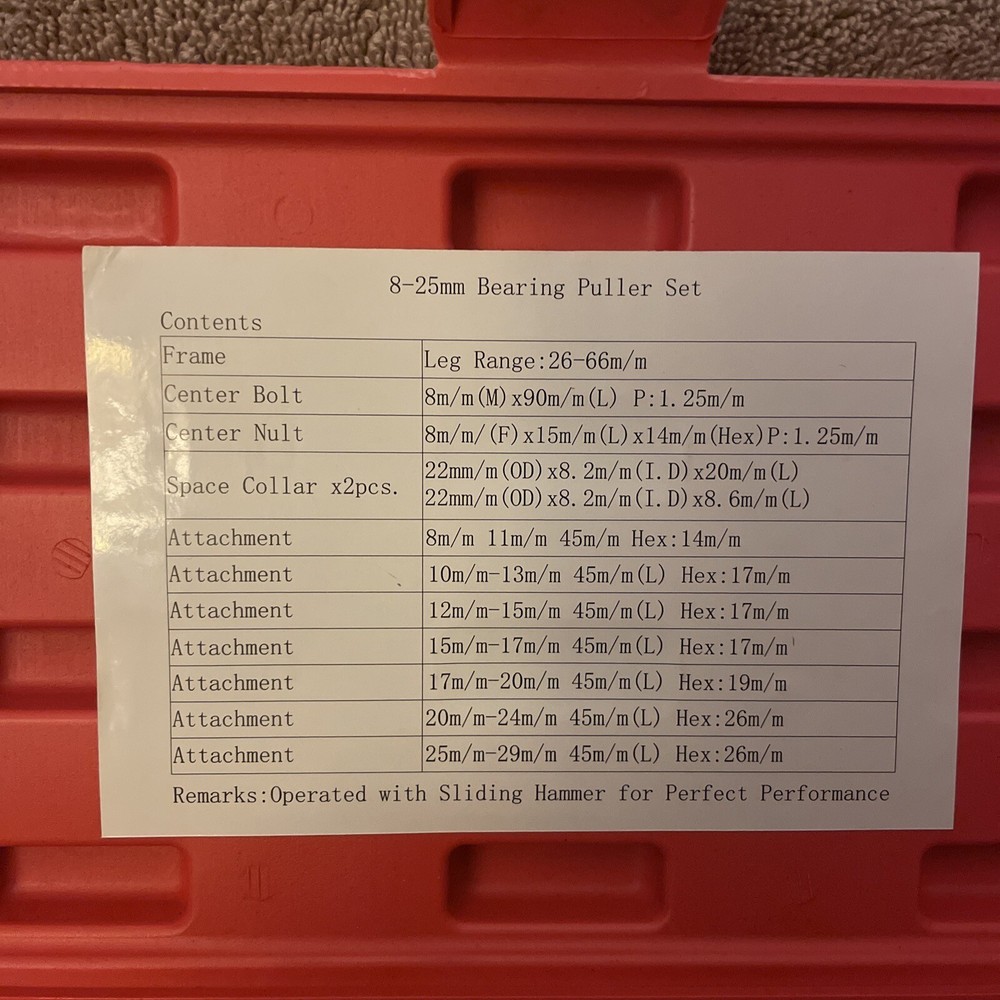 8-25mm Bearing Puller Set
Contents
Frame Leg Range:26-66m/m
Center Bolt 8m/m(M)x90m/m(L) P:1.25m/m
Center Nult 8m/m/(F)x15m/m(L)x14m/m(Hex)P:1.25m/m
Space Collar x2pcs. 22mm/m(OD)x8.2m/m(I.D)x20m/m(L)
22mm/m(OD)x8.2m/m(I.D)x8.6m/m(L)
Attachment 8m/m 11m/m 45m/m Hex:14m/m
Attachment 10m/m-13m/m 45m/m(L) Hex:17m/m
Attachment 12m/m-15m/m 45m/m(L) Hex:17m/m
Attachment 15m/m-17m/m 45m/m(L) Hex:17m/m
Attachment 17m/m-20m/m 45m/m(L) Hex:19m/m
Attachment 20m/m-24m/m 45m/m(L) Hex:26m/m
Attachment 25m/m-29m/m 45m/m(L) Hex:26m/m
Remarks:Operated with Sliding Hammer for Perfect Performance